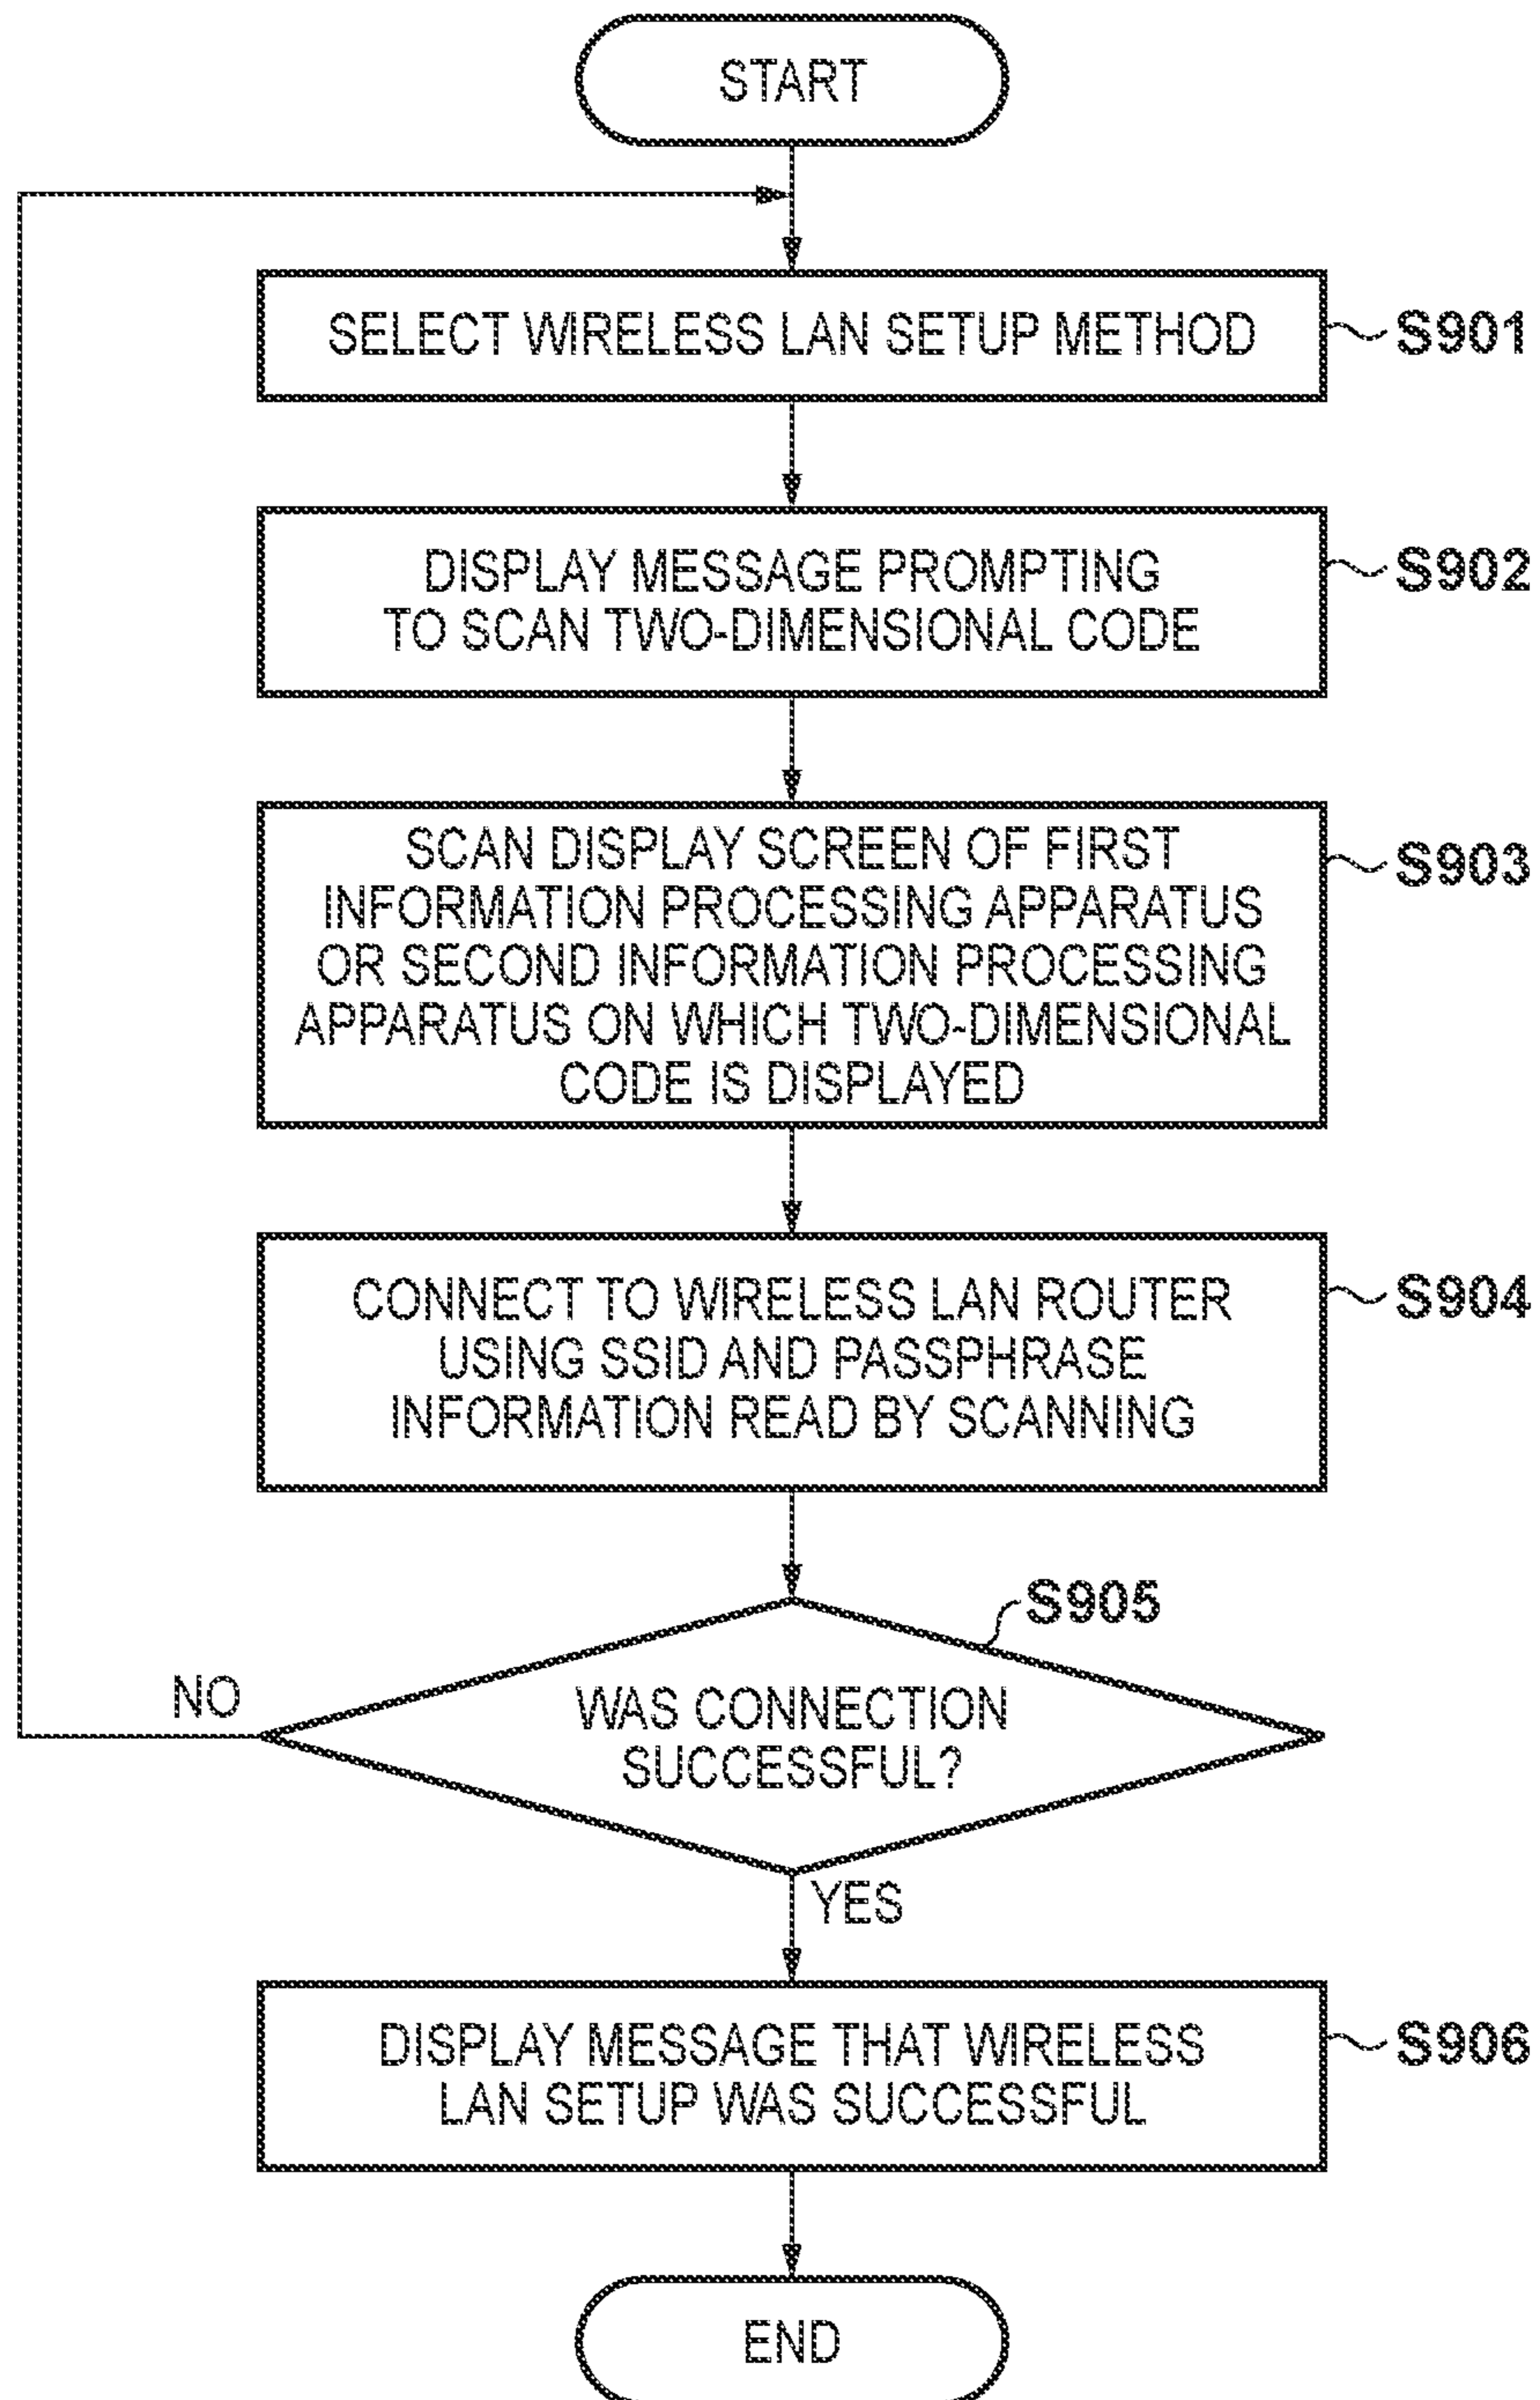 START
SELECT WIRELESS LAN SETUP METHOD
S901
DISPLAY MESSAGE PROMPTING
TO SCAN TWO-DIMENSIONAL CODE
S902
SCAN DISPLAY SCREEN OF FIRST
INFORMATION PROCESSING APPARATUS
OR SECOND INFORMATION PROCESSING
APPARATUS ON WHICH TWO-DIMENSIONAL
CODE IS DISPLAYED
S903
CONNECT TO WIRELESS LAN ROUTER
USING SSID AND PASSPHRASE
INFORMATION READ BY SCANNING
S904
S905
WAS CONNECTION
SUCCESSFUL?
NO
YES
DISPLAY MESSAGE THAT WIRELESS
LAN SETUP WAS SUCCESSFUL
S906
END